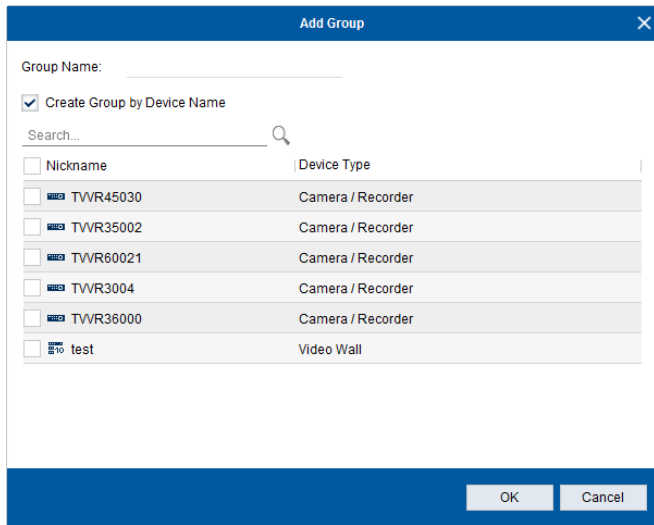 Add Group
Group Name:
Create Group by Device Name
Search...
Nickname Device Type
TVVR45030 Camera / Recorder
TVVR35002 Camera / Recorder
TVVR60021 Camera / Recorder
TVVR3004 Camera / Recorder
TVVR36000 Camera / Recorder
test Video Wall
OK Cancel